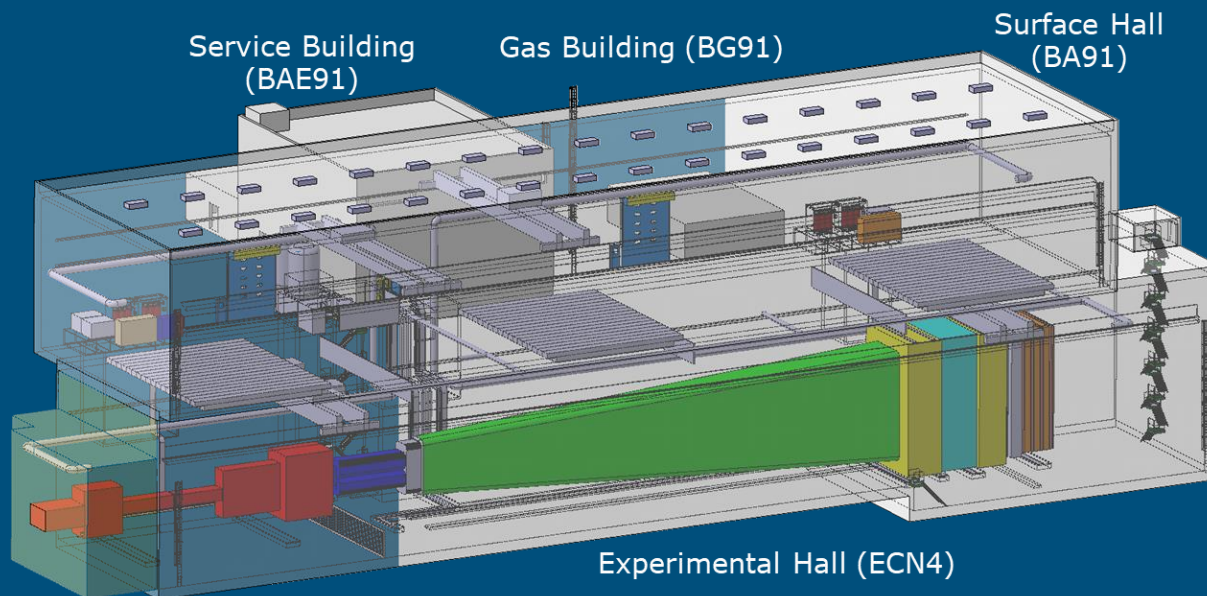 Service Building
(BAE91)
Gas Building (BG91)
Surface Hall
(BA91)
Experimental Hall (ECN4)